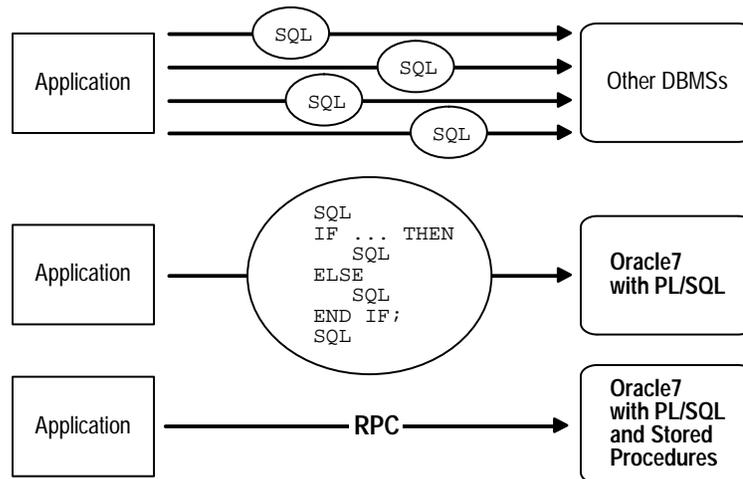 SQL
SQL
Application
Other DBMSs
SQL
SQL
SQL
IF ... THEN
SQL
ELSE
SQL
END IF;
SQL
Application
Oracle7
with PL/SQL
Application
RPC
Oracle7
with PL/SQL
and Stored
Procedures